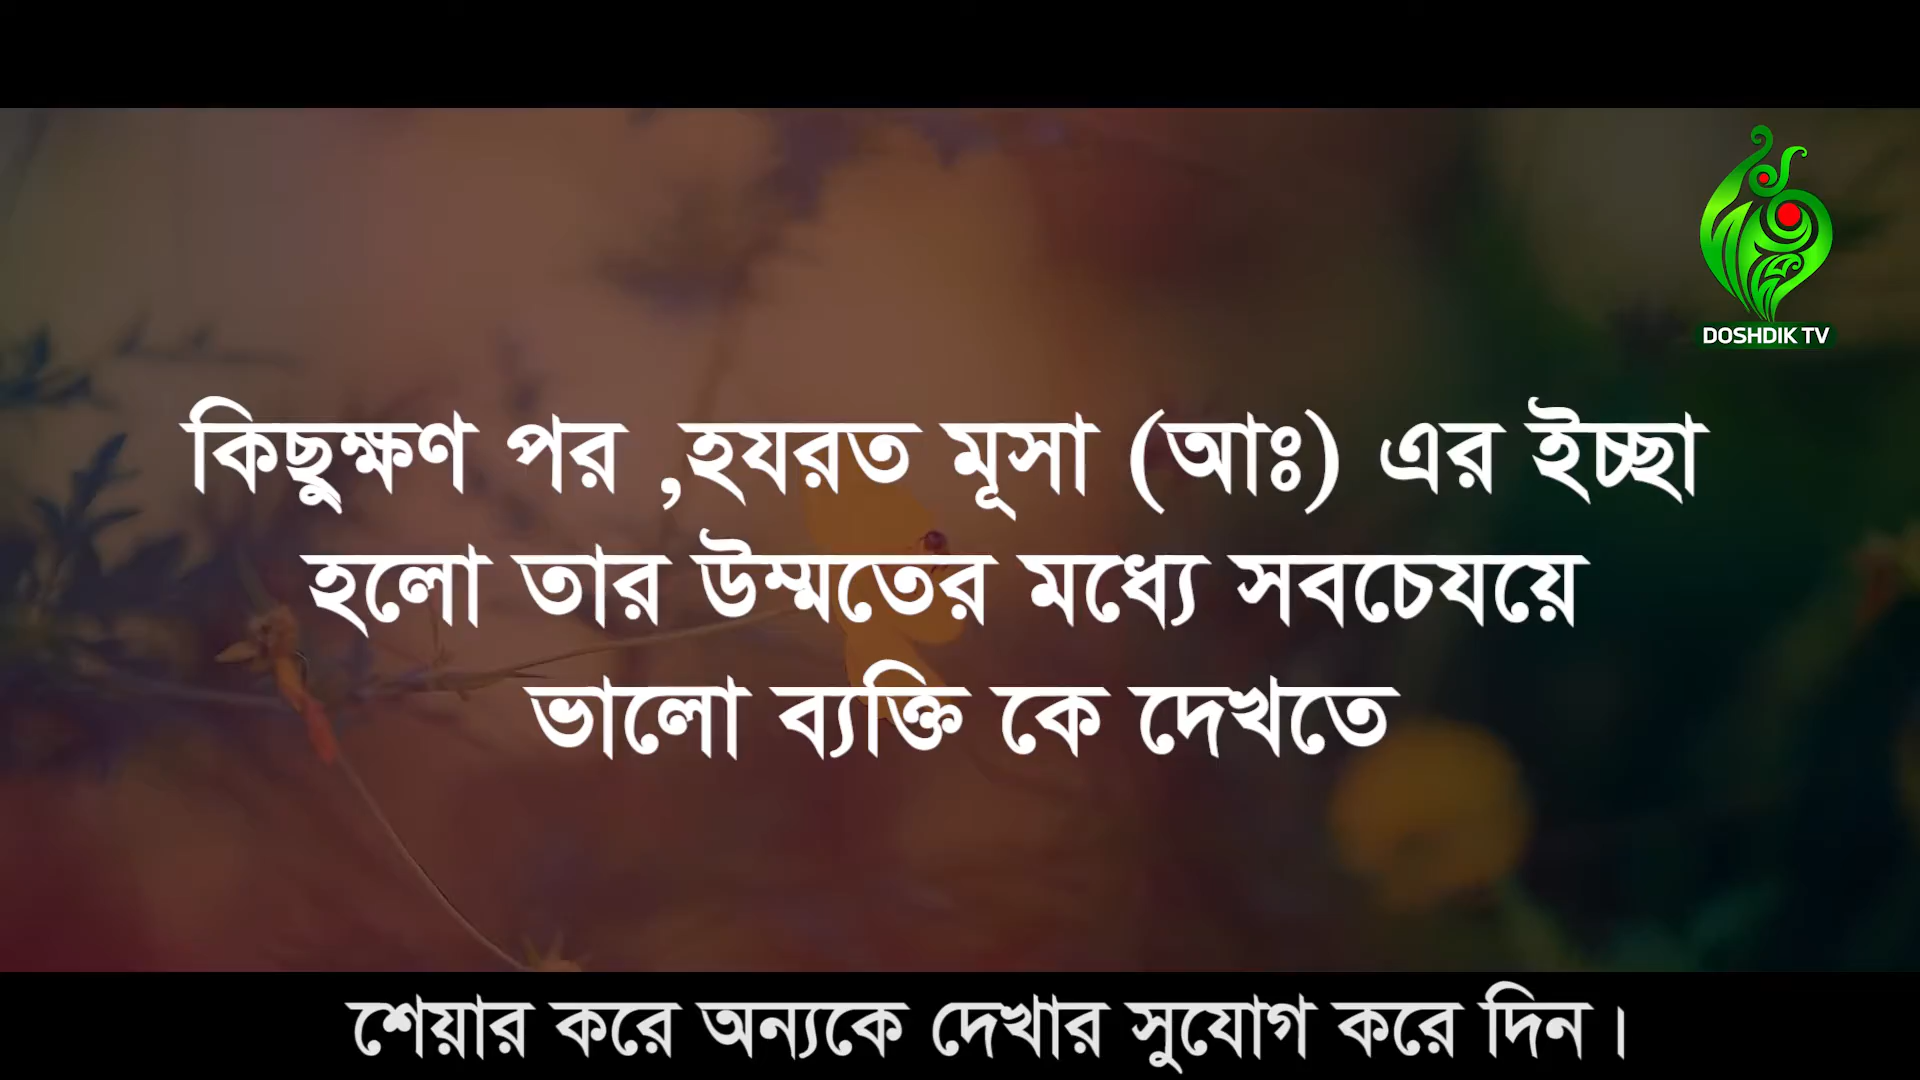 DOSHDIK TV
কিছুক্ষণ পর ,হযরত মূসা (আঃ) এর ইচ্ছা
হলো তার উম্মতের মধ্যে সবচেযয়ে
ভালো ব্যক্তি কে দেখতে
শেয়ার করে অন্যকে দেখার সুযোগ করে দিন।